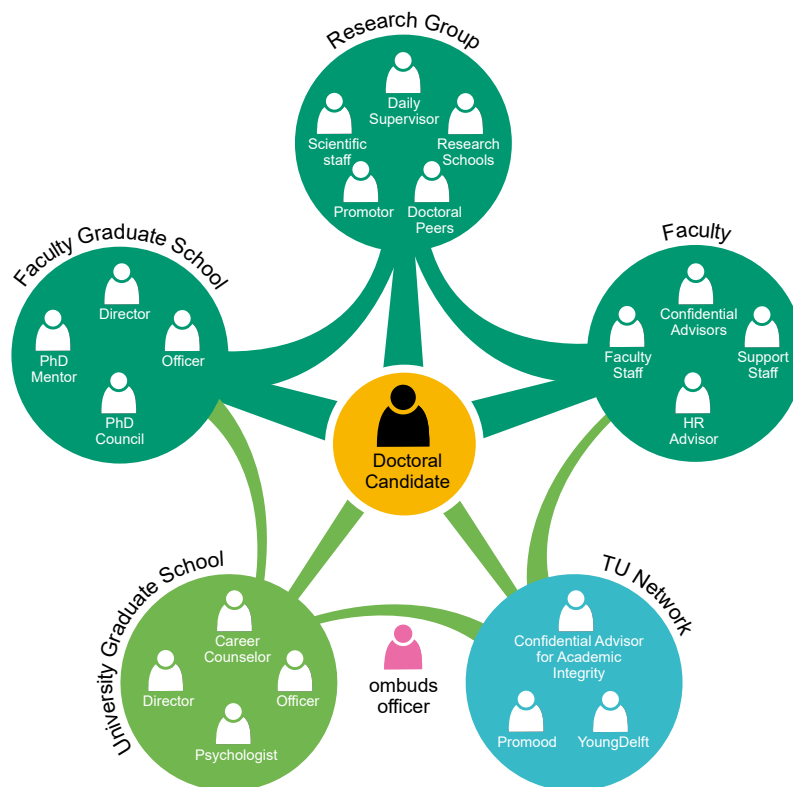 Research Group
Daily
Supervisor
Scientific
staff
Research
Schools
Promotor
Doctoral
Peers
Faculty Graduate School
Director
PhD
Mentor
Officer
PhD
Council
Faculty
Confidential
Advisors
Faculty
Staff
Support
Staff
HR
Advisor
Doctoral
Candidate
University Graduate School
Career
Counselor
Director
Officer
Psychologist
ombuds
officer
TU Network
Confidential Advisor
for Academic
Integrity
Promood
YoungDelft